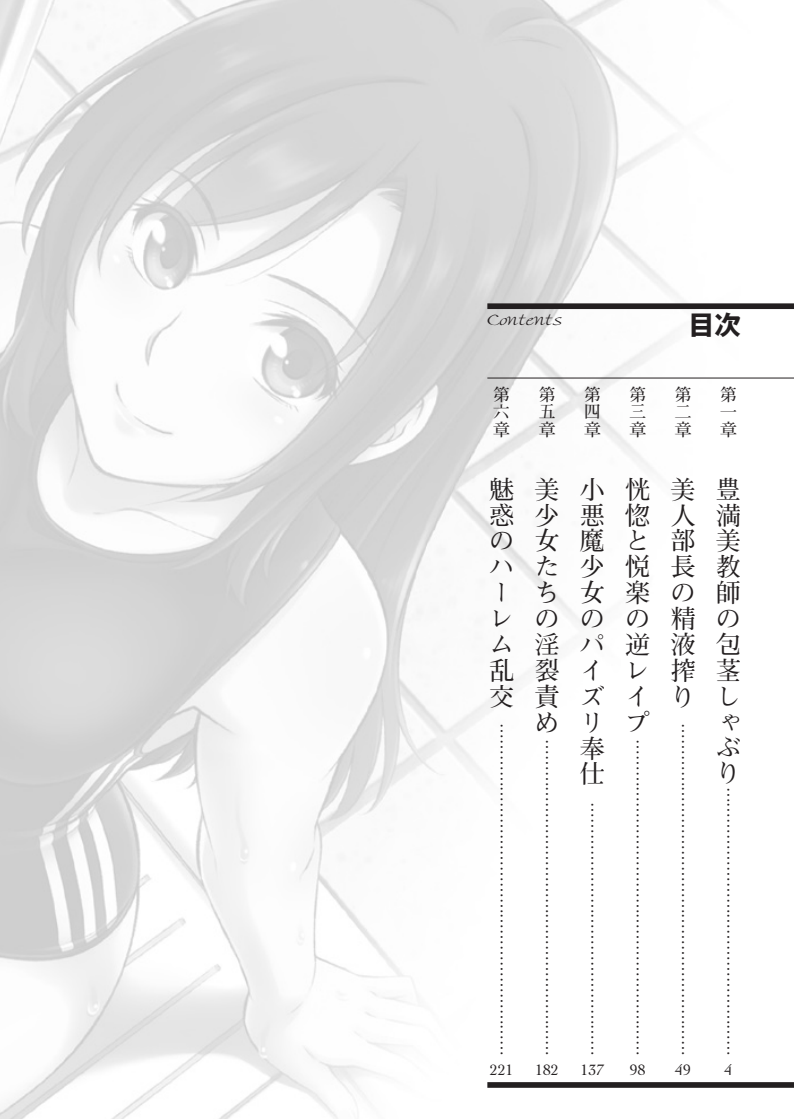 Contents
目次
第一章 豊満美教師の包茎しゃぶり……4
第二章 美人部長の精液搾り……49
第三章 恍惚と悦楽の逆レイプ……98
第四章 小悪魔少女のパイズリ奉仕……137
第五章 美少女たちの淫裂責め……182
第六章 魅惑のハーレム乱交……221